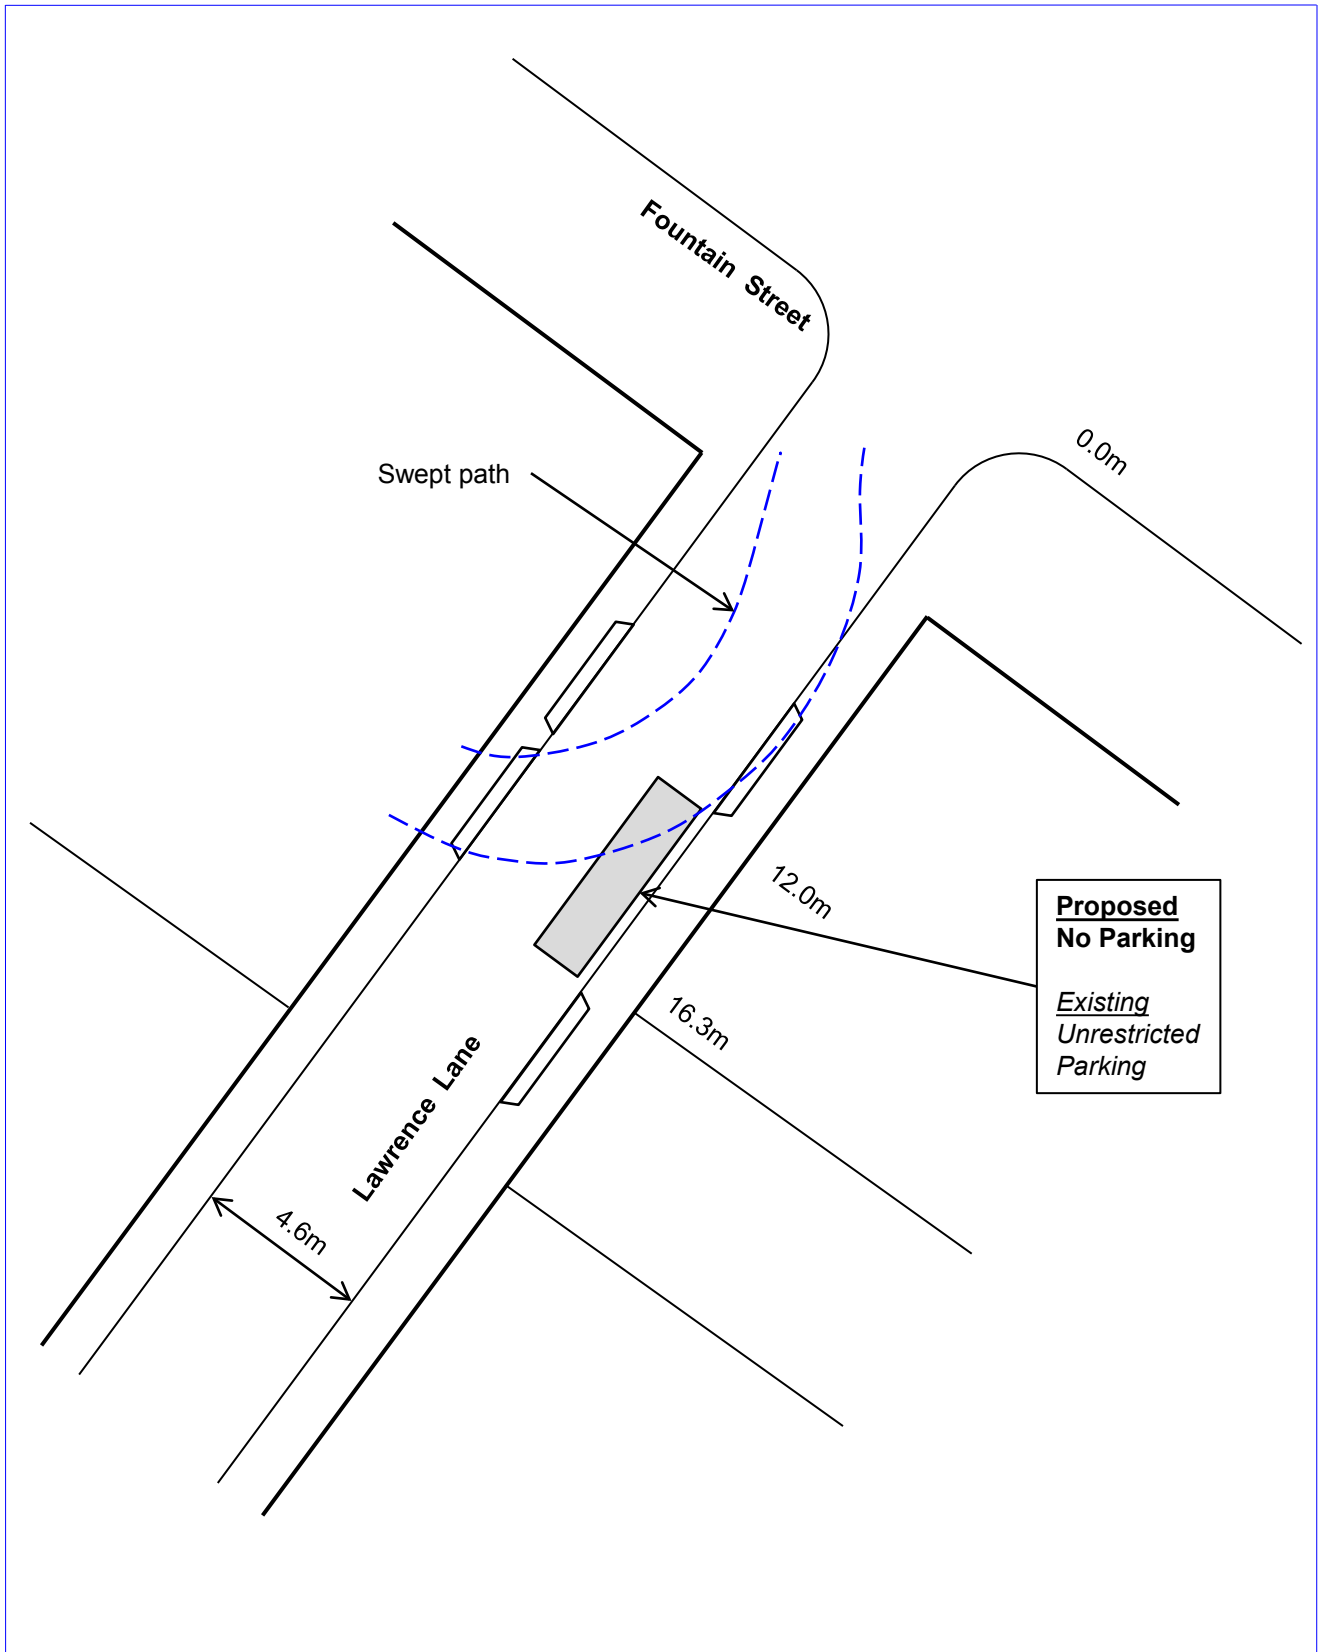 Fountain Street
0.0m
Swept path
12.0m
Proposed
No Parking
Existing
Unrestricted
Parking
16.3m
Lawrence Lane
4.6m